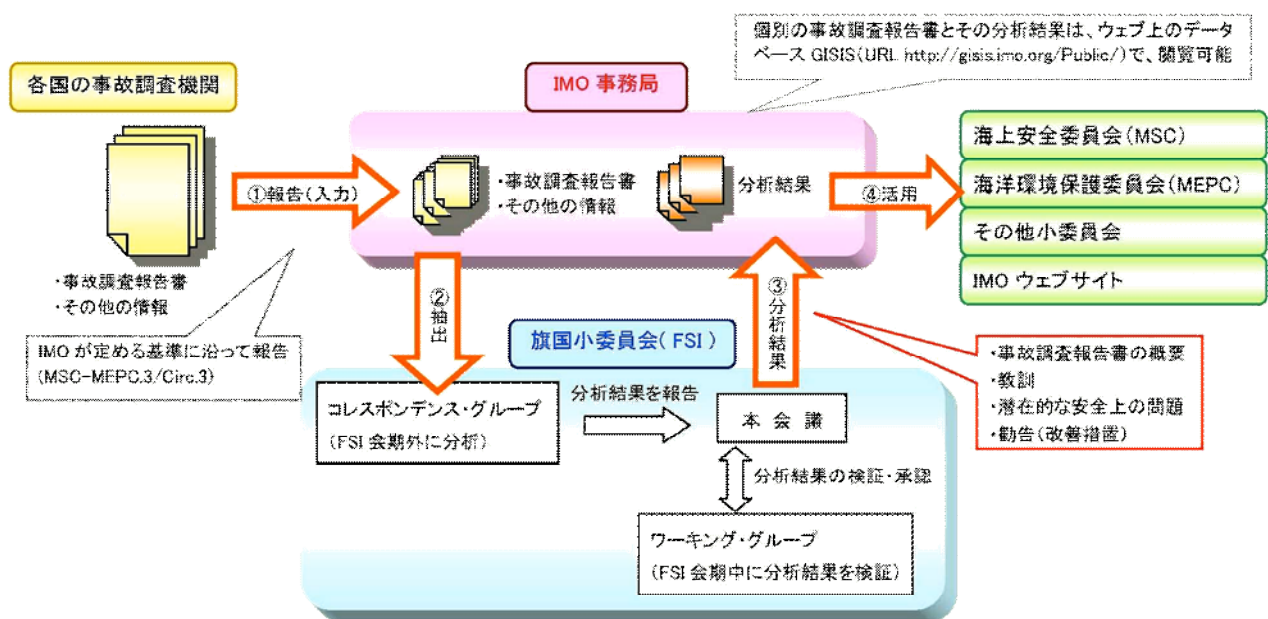 個別の事故調査報告書とその分析結果は、ウェブ上のデータ
ベース GISIS(URL http://gisis.imo.org/Public/)で、閲覧可能
各国の事故調査機関
IMO 事務局
①報告(入力)
・事故調査報告書
・その他の情報
分析結果
④活用
海上安全委員会(MSC)
海洋環境保護委員会(MEPC)
その他小委員会
IMO ウェブサイト
・事故調査報告書
・その他の情報
IMO が定める基準に沿って報告
(MSC-MEPC.3/Circ.3)
②抽出
③分析結果
旗国小委員会( FSI )
・事故調査報告書の概要
・教訓
・潜在的な安全上の問題
・勧告(改善措置)
コレスポンデンス・グループ
(FSI 会期外に分析)
分析結果を報告
本 会 議
分析結果の検証・承認
ワーキング・グループ
(FSI 会期中に分析結果を検証)